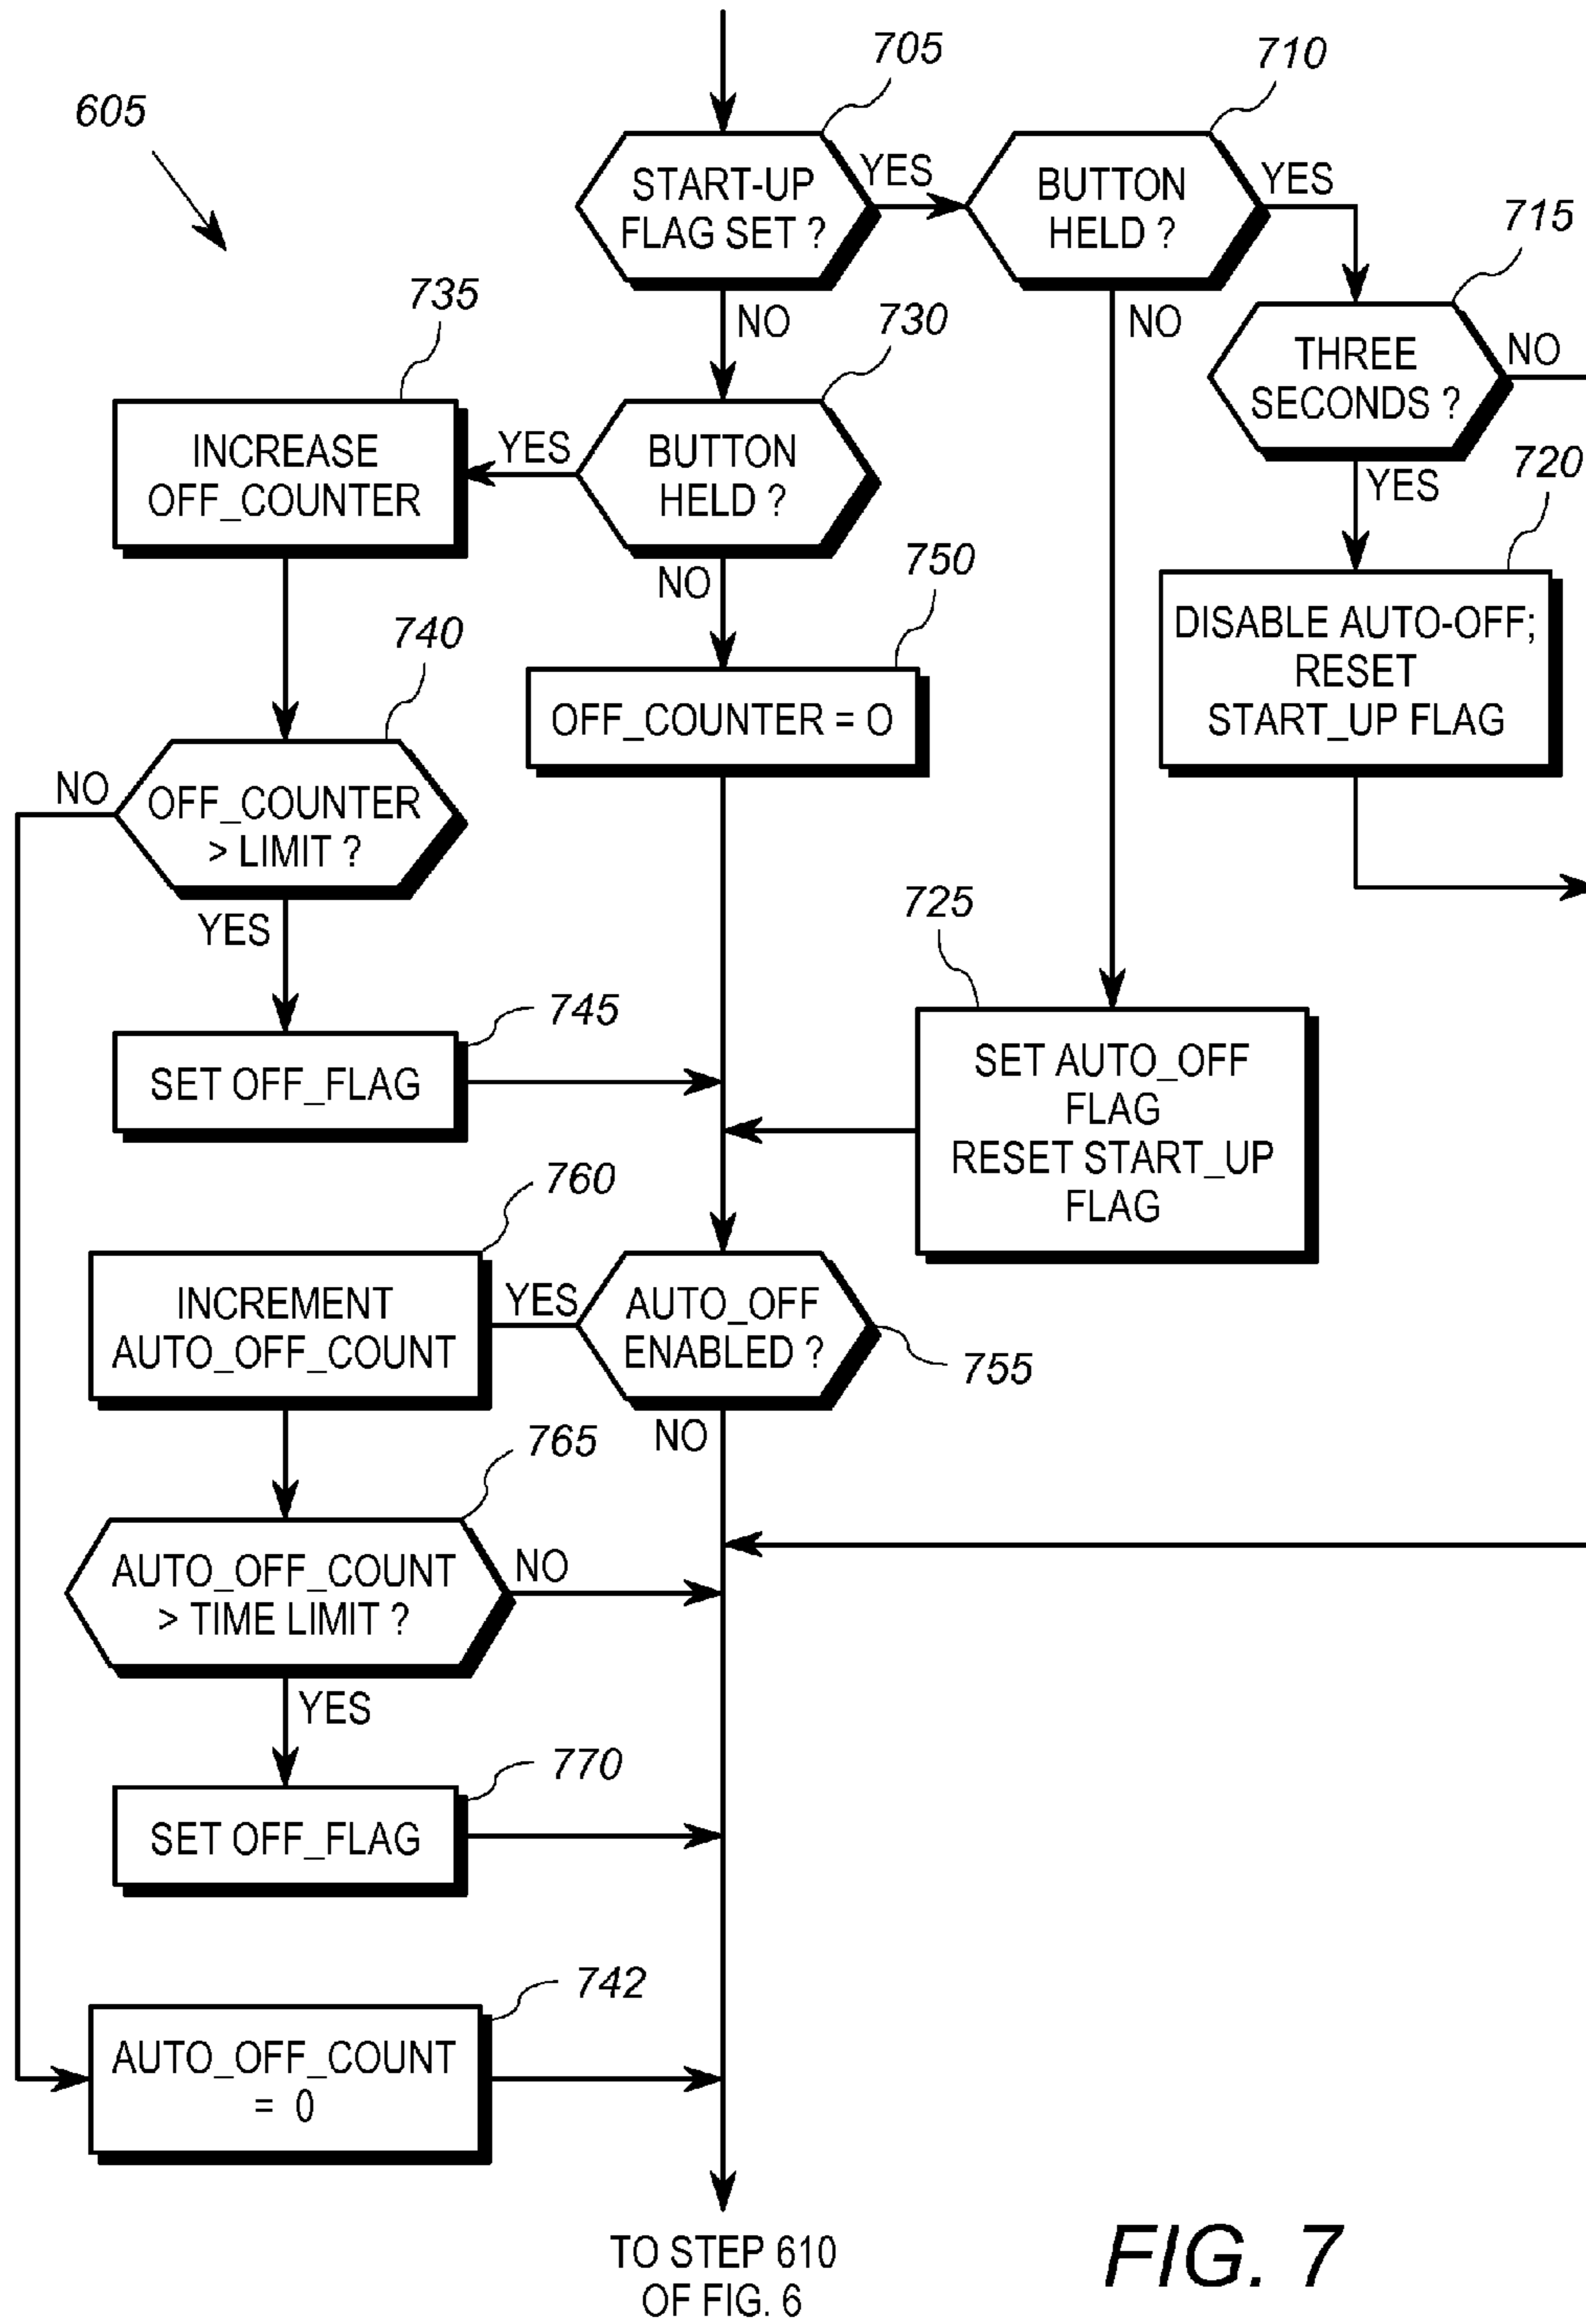 605
705
710
START-UP
FLAG SET ?
YES
BUTTON
HELD ?
YES
715
NO
NO
THREE
SECONDS ?
NO
YES
720
DISABLE AUTO-OFF;
RESET
START_UP FLAG
735
730
INCREASE
OFF_COUNTER
YES
BUTTON
HELD ?
NO
750
OFF_COUNTER = O
740
NO
OFF_COUNTER
> LIMIT ?
YES
745
SET OFF_FLAG
725
SET AUTO_OFF
FLAG
RESET START_UP
FLAG
760
INCREMENT
AUTO_OFF_COUNT
YES
AUTO_OFF
ENABLED ?
755
NO
765
AUTO_OFF_COUNT
> TIME LIMIT ?
NO
YES
770
SET OFF_FLAG
742
AUTO_OFF_COUNT
= 0
TO STEP 610
OF FIG. 6
FIG. 7